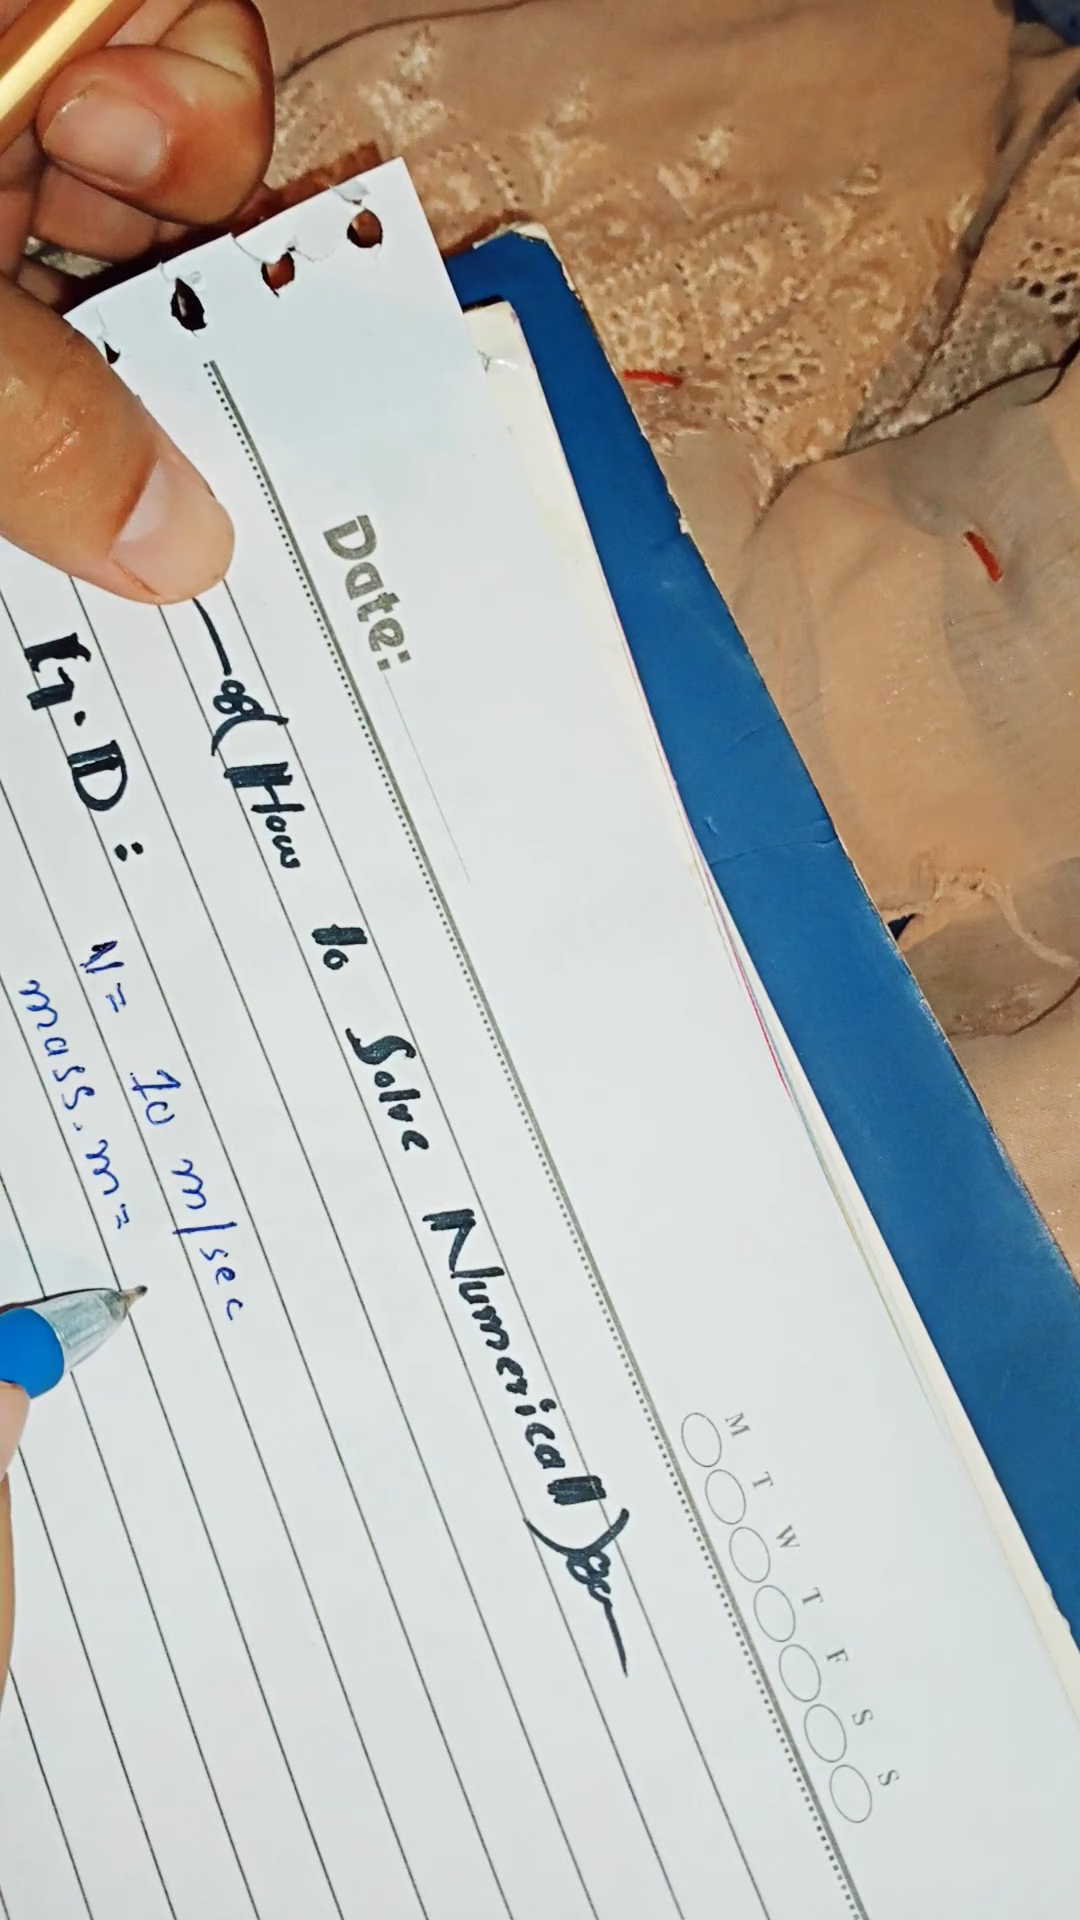 Date:
M T W T F S S
(How to Solve Numerical)
G.D:
V= 10 m/sec
mass.m=